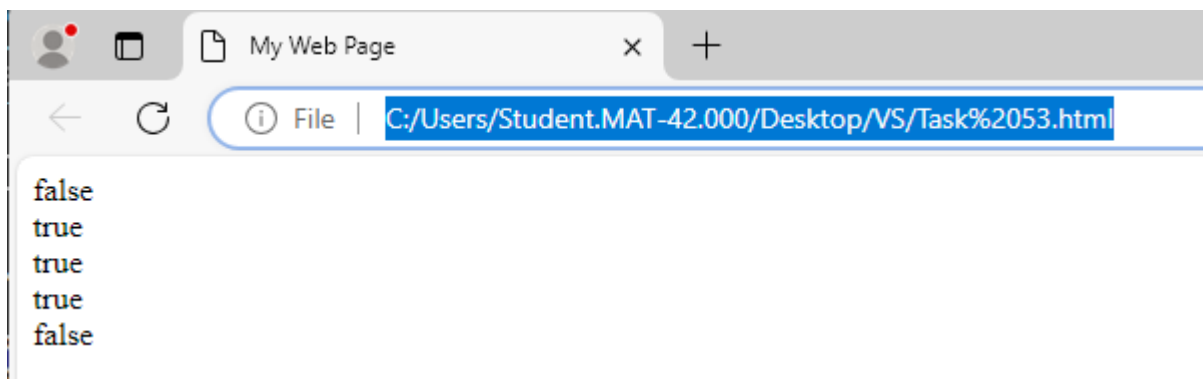 My Web Page
File | C:/Users/Student.MAT-42.000/Desktop/VS/Task%2053.html
false
true
true
true
false